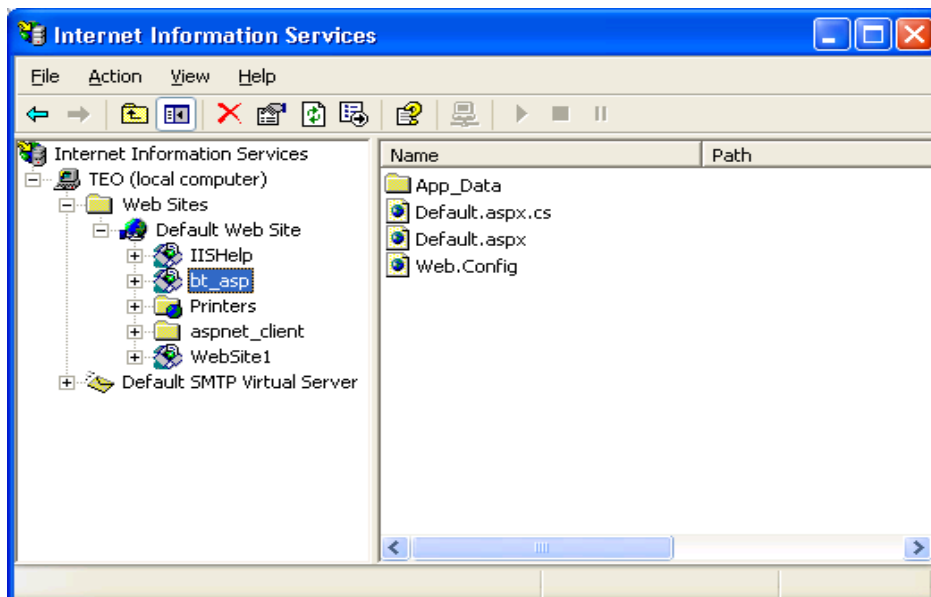 Internet Information Services
File Action View Help
Internet Information Services
TEO (local computer)
Web Sites
Default Web Site
IISHelp
bt_asp
Printers
aspnet_client
WebSite1
Default SMTP Virtual Server
Name Path
App_Data
Default.aspx.cs
Default.aspx
Web.Config